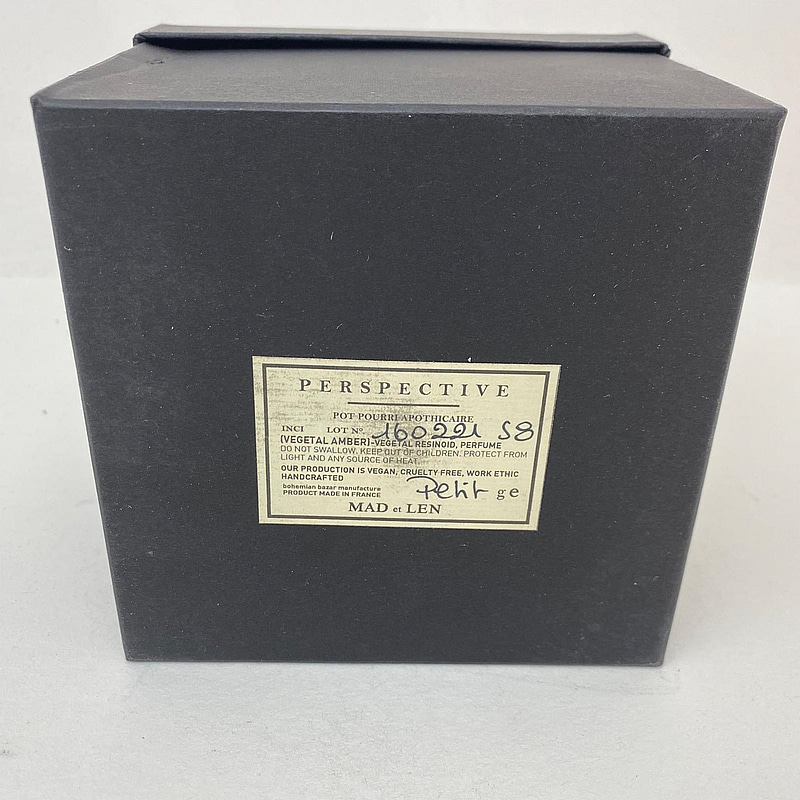 PERSPECTIVE
POT POURRI APOTHICAIRE
INCI LOT N°. 160221 S8
(VEGETAL AMBER)-VEGETAL RESINOID, PERFUME
DO NOT SWALLOW. KEEP OUT OF CHILDREN. PROTECT FROM
LIGHT AND ANY SOURCE OF HEAT.
OUR PRODUCTION IS VEGAN, CRUELTY FREE, WORK ETHIC
HANDCRAFTED
bohemian bazar manufacture
PRODUCT MADE IN FRANCE
Petit g e
MAD et LEN